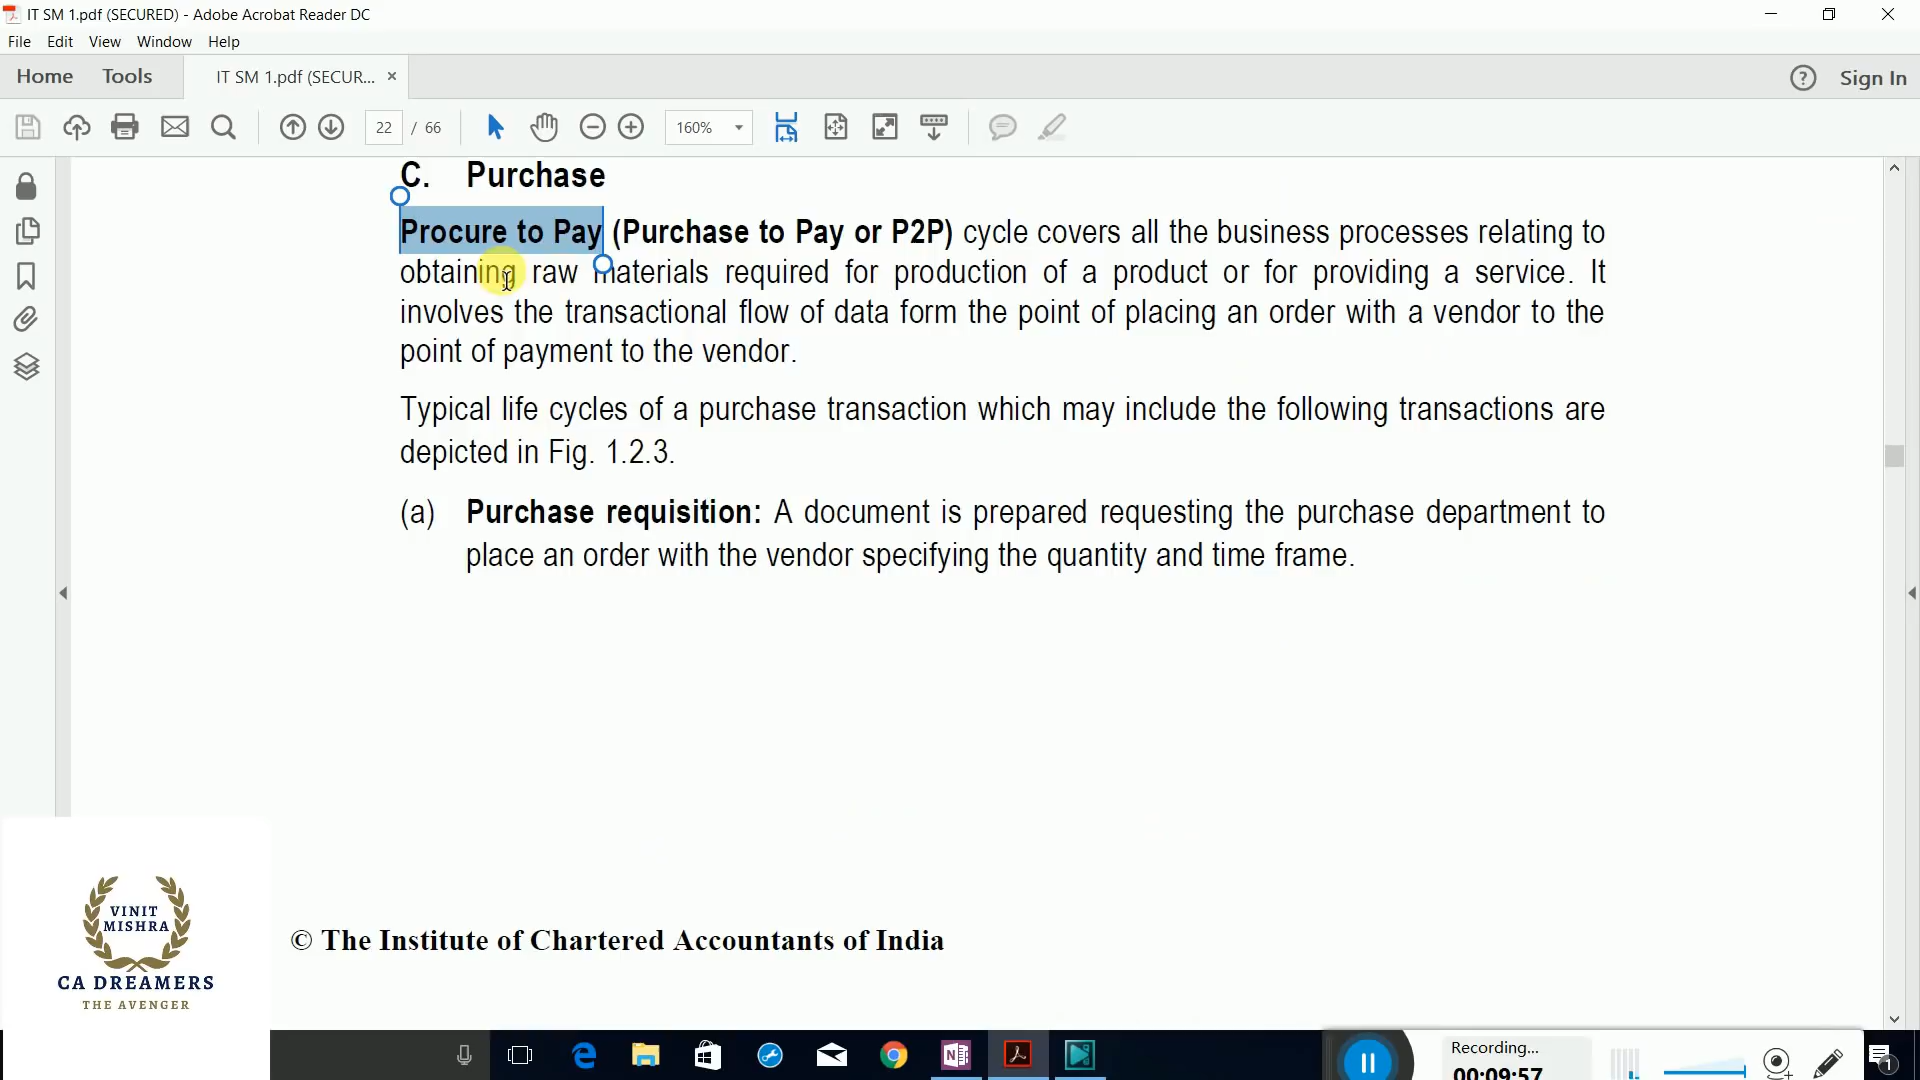 IT SM 1.pdf (SECURED) - Adobe Acrobat Reader DC
File Edit View Window Help
Home Tools IT SM 1.pdf (SECUR... × ? Sign In
22 / 66 160%
C. Purchase
Procure to Pay (Purchase to Pay or P2P) cycle covers all the business processes relating to
obtaining raw materials required for production of a product or for providing a service. It
involves the transactional flow of data form the point of placing an order with a vendor to the
point of payment to the vendor.
Typical life cycles of a purchase transaction which may include the following transactions are
depicted in Fig. 1.2.3.
(a) Purchase requisition: A document is prepared requesting the purchase department to
place an order with the vendor specifying the quantity and time frame.
VINIT
MISHRA
CA DREAMERS
THE AVENGER
© The Institute of Chartered Accountants of India
Recording...
00:09:57
1